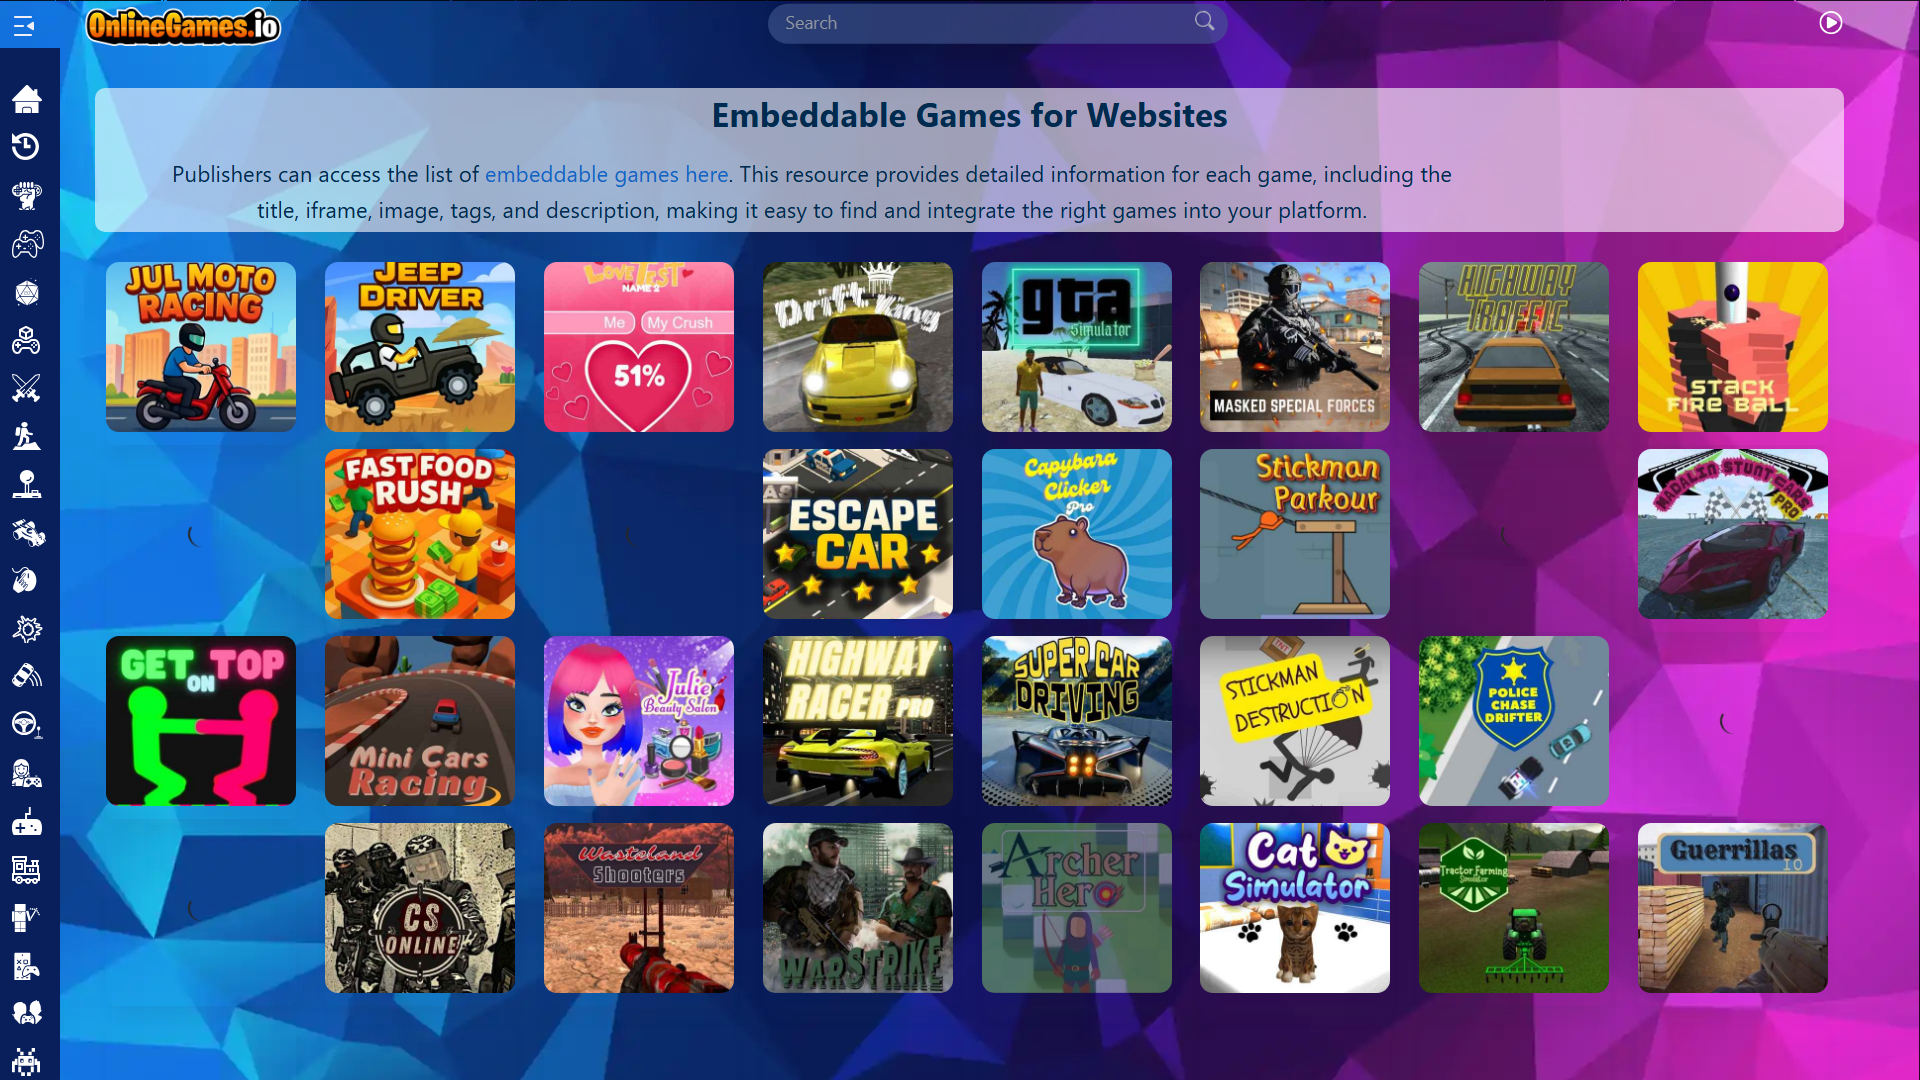 OnlineGames.io
Search
Embeddable Games for Websites
Publishers can access the list of embeddable games here. This resource provides detailed information for each game, including the
title, iframe, image, tags, and description, making it easy to find and integrate the right games into your platform.
JUL MOTO
RACING
JEEP
DRIVER
LOVE TEST
NAME 2
Me
My Crush
51%
Drift King
gta
simulator
MASKED SPECIAL FORCES
HIGHWAY
TRAFFIC
STACK
FIRE BALL
FAST FOOD
RUSH
ESCAPE
CAR
Capybara
Clicker
Pro
Stickman
Parkour
MADALIN STUNT CARS
PRO
GET ON TOP
Mini Cars
Racing
Julie
Beauty Salon
HIGHWAY
RACER PRO
SUPER CAR
DRIVING
TNT
STICKMAN
DESTRUCTION
POLICE
CHASE
DRIFTER
CS
ONLINE
Wasteland
Shooters
WARSTRIKE
Archer
Hero
Cat
Simulator
Tractor Farming
Simulator
Guerrillas
IO